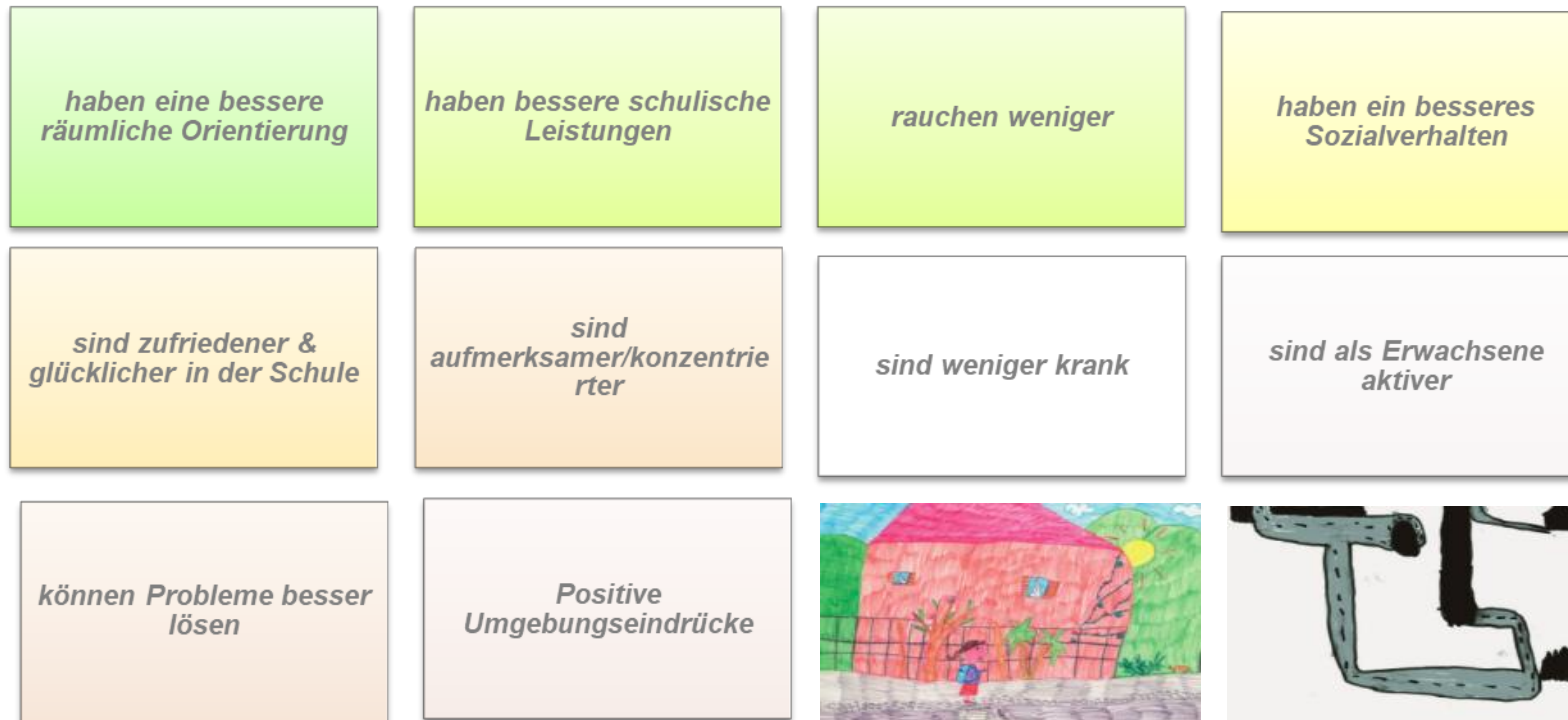 haben eine bessere
räumliche Orientierung
haben bessere schulische
Leistungen
rauchen weniger
haben ein besseres
Sozialverhalten
sind zufriedener &
glücklicher in der Schule
sind
aufmerksamer/konzentrie
rter
sind weniger krank
sind als Erwachsene
aktiver
können Probleme besser
lösen
Positive
Umgebungseindrücke